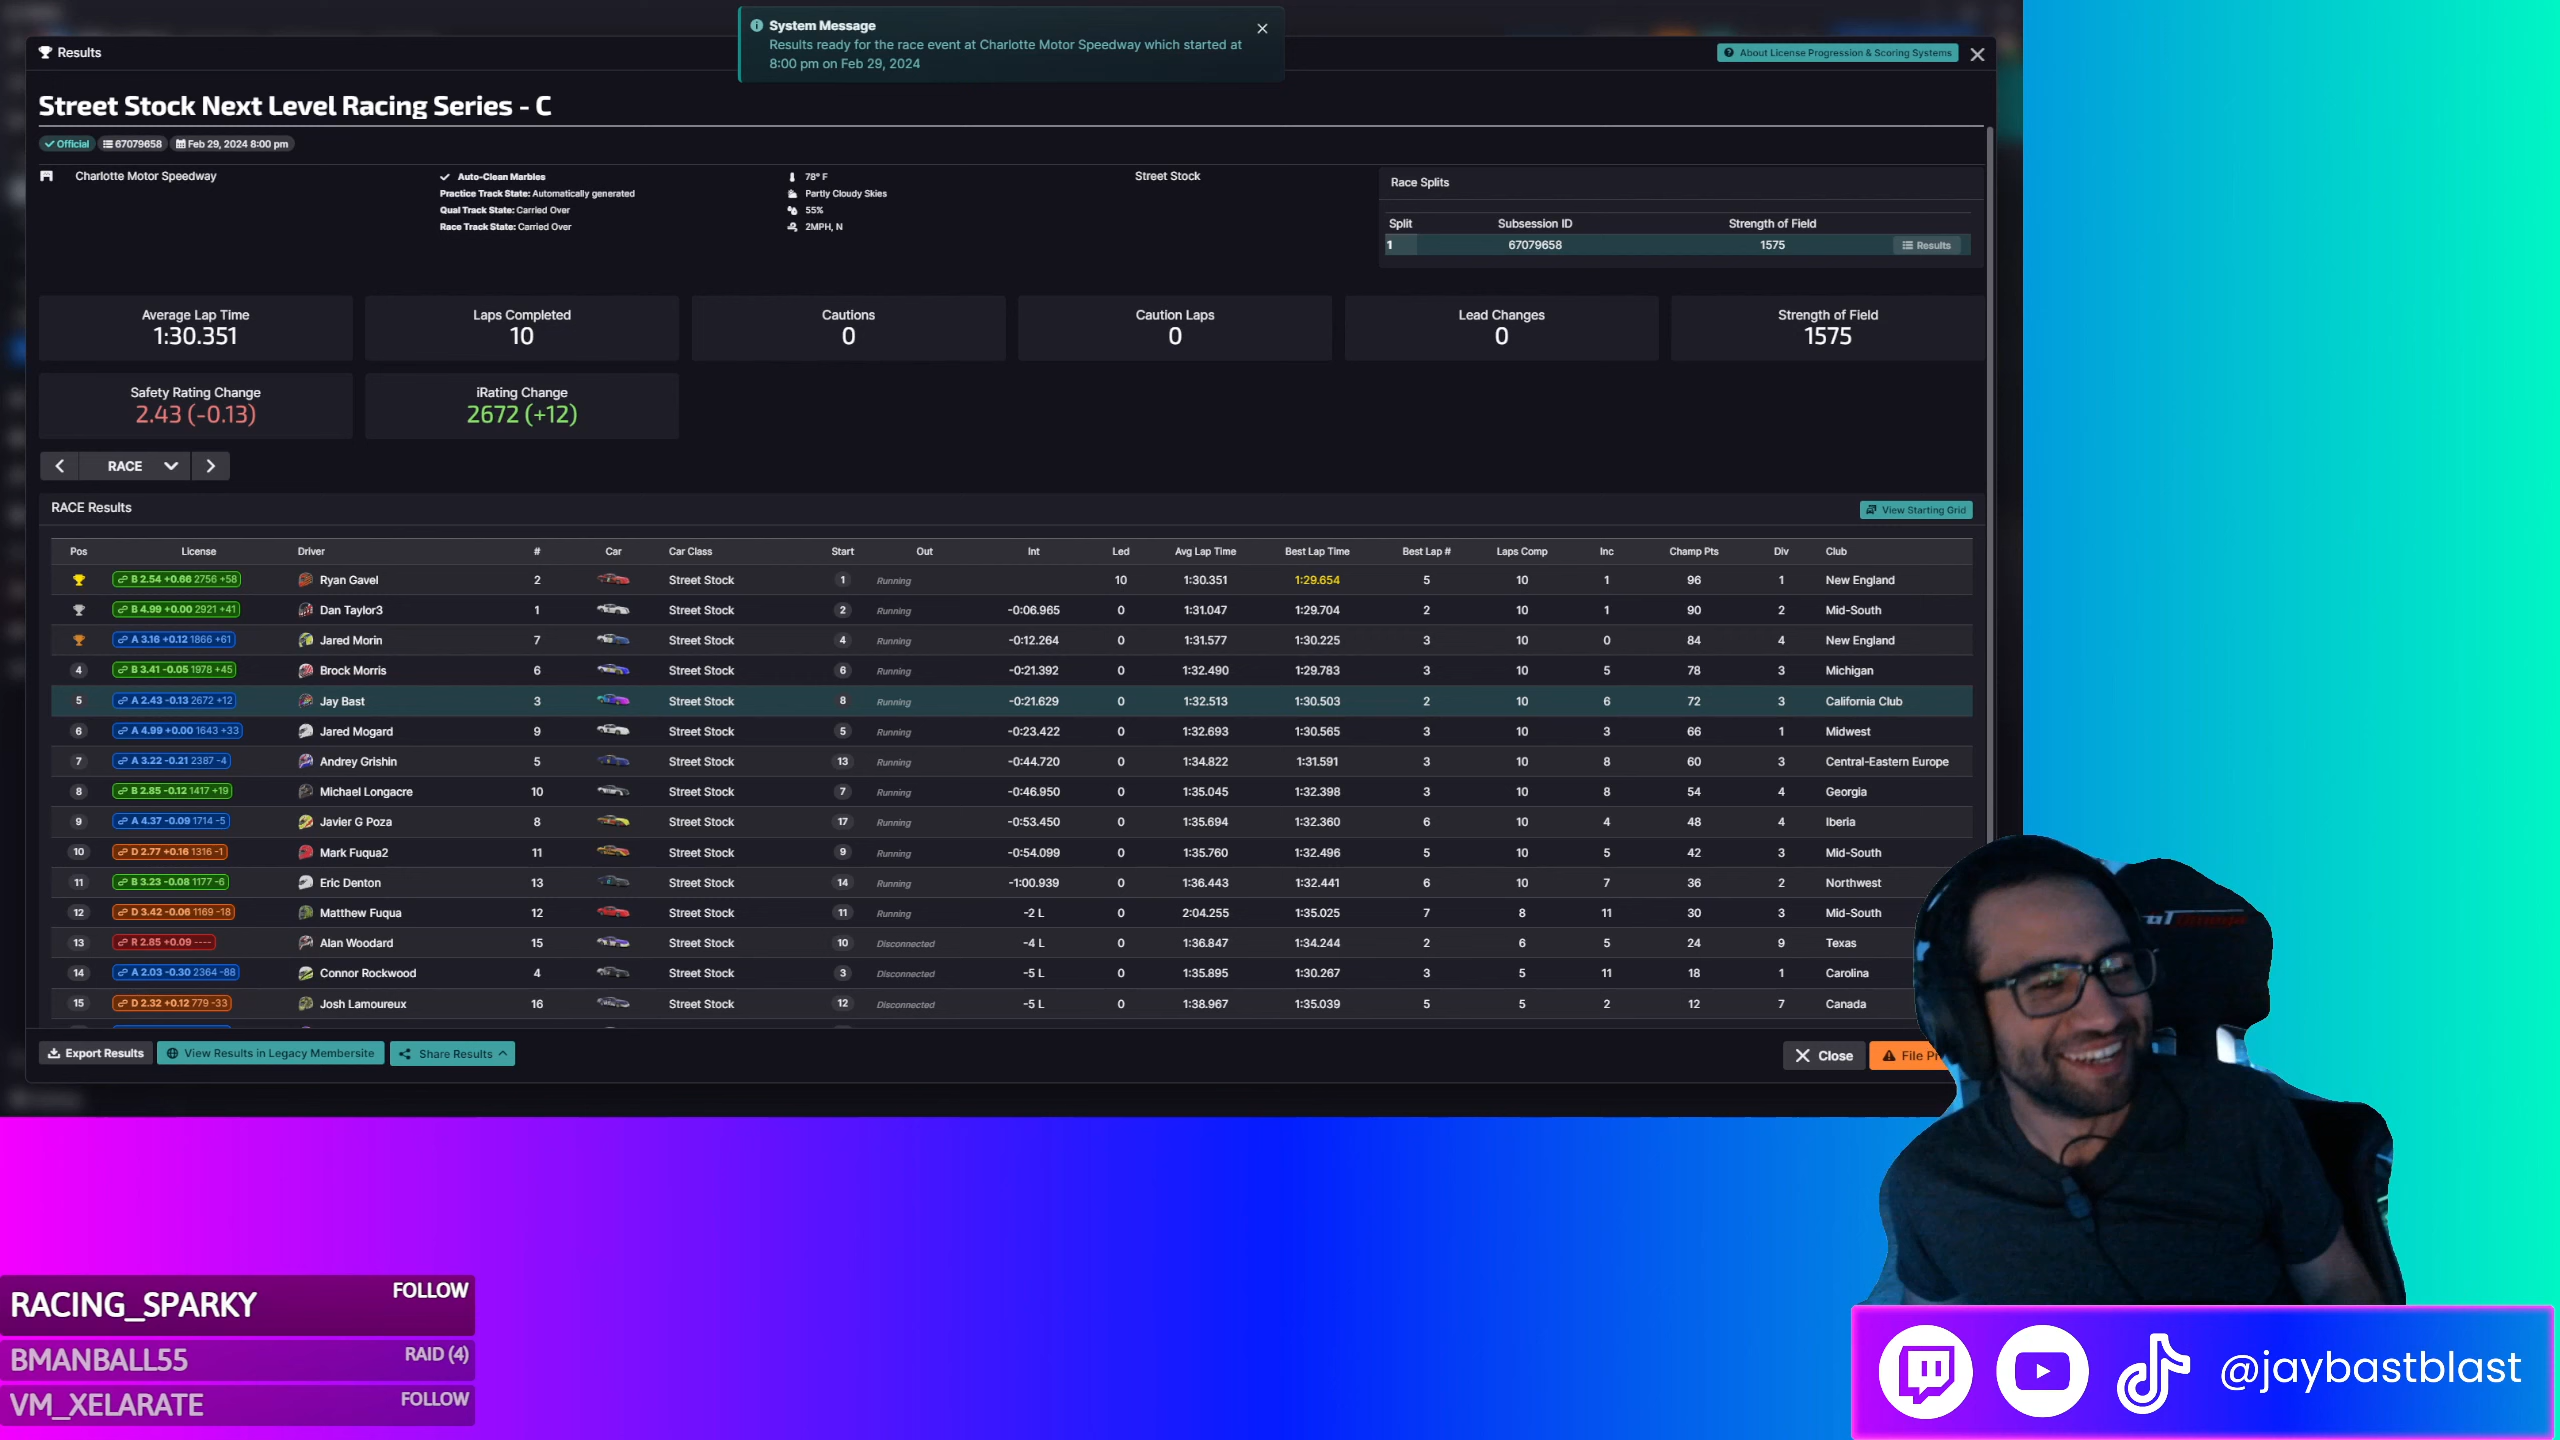 Results
System Message
Results ready for the race event at Charlotte Motor Speedway which started at
8:00 pm on Feb 29, 2024
About License Progression & Scoring Systems
Street Stock Next Level Racing Series - C
Official 67079658 Feb 29, 2024 8:00 pm
Charlotte Motor Speedway
Auto-Clean Marbles
Practice Track State: Automatically generated
Qual Track State: Carried Over
Race Track State: Carried Over
78° F
Partly Cloudy Skies
55%
2MPH, N
Street Stock
Race Splits
Split Subsession ID Strength of Field
1 67079658 1575 Results
Average Lap Time
1:30.351
Laps Completed
10
Cautions
0
Caution Laps
0
Lead Changes
0
Strength of Field
1575
Safety Rating Change
2.43 (-0.13)
iRating Change
2672 (+12)
RACE
RACE Results
View Starting Grid
Pos License Driver # Car Car Class Start Out Int Led Avg Lap Time Best Lap Time Best Lap # Laps Comp Inc Champ Pts Div Club
B 2.54 +0.66 2756 +58 Ryan Gavel 2 Street Stock 1 Running 10 1:30.351 1:29.654 5 10 1 96 1 New England
B 4.99 +0.00 2921 +41 Dan Taylor3 1 Street Stock 2 Running -0:06.965 0 1:31.047 1:29.704 2 10 1 90 2 Mid-South
A 3.16 +0.12 1866 +61 Jared Morin 7 Street Stock 4 Running -0:12.264 0 1:31.577 1:30.225 3 10 0 84 4 New England
4 B 3.41 -0.05 1978 +45 Brock Morris 6 Street Stock 6 Running -0:21.392 0 1:32.490 1:29.783 3 10 5 78 3 Michigan
5 A 2.43 -0.13 2672 +12 Jay Bast 3 Street Stock 8 Running -0:21.629 0 1:32.513 1:30.503 2 10 6 72 3 California Club
6 A 4.99 +0.00 1643 +33 Jared Mogard 9 Street Stock 5 Running -0:23.422 0 1:32.693 1:30.565 3 10 3 66 1 Midwest
7 A 3.22 -0.21 2387 -4 Andrey Grishin 5 Street Stock 13 Running -0:44.720 0 1:34.822 1:31.591 3 10 8 60 3 Central-Eastern Europe
8 B 2.85 -0.12 1417 +19 Michael Longacre 10 Street Stock 7 Running -0:46.950 0 1:35.045 1:32.398 3 10 8 54 4 Georgia
9 A 4.37 -0.09 1714 -5 Javier G Poza 8 Street Stock 17 Running -0:53.450 0 1:35.694 1:32.360 6 10 4 48 4 Iberia
10 D 2.77 +0.16 1316 -1 Mark Fuqua2 11 Street Stock 9 Running -0:54.099 0 1:35.760 1:32.496 5 10 5 42 3 Mid-South
11 B 3.23 -0.08 1177 -6 Eric Denton 13 Street Stock 14 Running -1:00.939 0 1:36.443 1:32.441 6 10 7 36 2 Northwest
12 D 3.42 -0.06 1169 -18 Matthew Fuqua 12 Street Stock 11 Running -2 L 0 2:04.255 1:35.025 7 8 11 30 3 Mid-South
13 R 2.85 +0.09 ---- Alan Woodard 15 Street Stock 10 Disconnected -4 L 0 1:36.847 1:34.244 2 6 5 24 9 Texas
14 A 2.03 -0.30 2364 -88 Connor Rockwood 4 Street Stock 3 Disconnected -5 L 0 1:35.895 1:30.267 3 5 11 18 1 Carolina
15 D 2.32 +0.12 779 -33 Josh Lamoureux 16 Street Stock 12 Disconnected -5 L 0 1:38.967 1:35.039 5 5 2 12 7 Canada
Export Results View Results in Legacy Membersite Share Results Close File
RACING_SPARKY FOLLOW
BMANBALL55 RAID (4)
VM_XELARATE FOLLOW
@jaybastblast